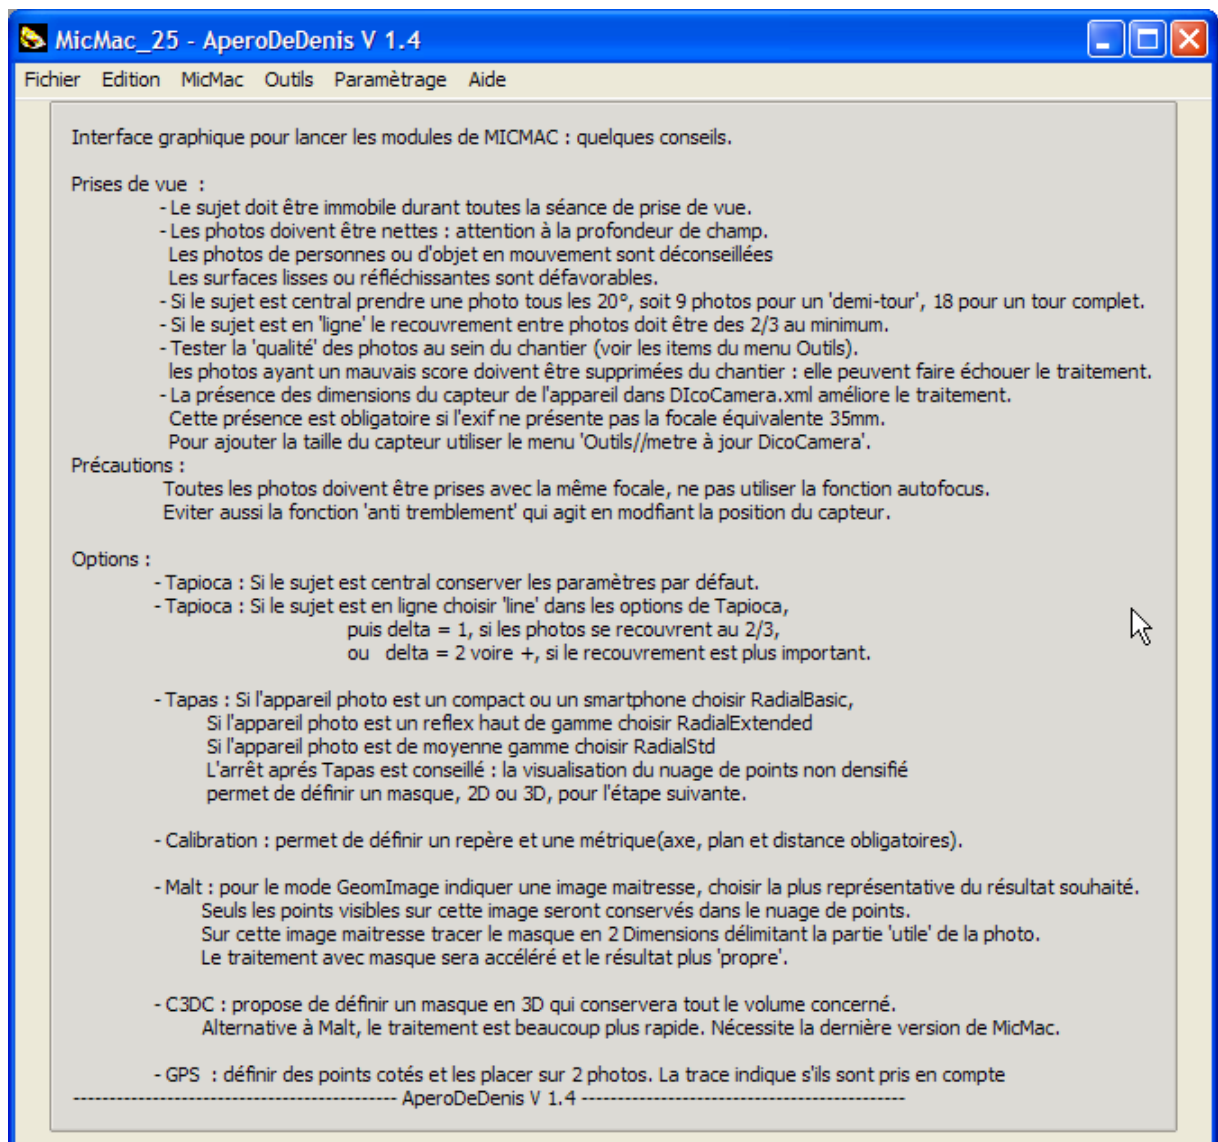 MicMac_25 - AperoDeDenis V 1.4
Fichier Edition MicMac Outils Paramètrage Aide
Interface graphique pour lancer les modules de MICMAC : quelques conseils.
Prises de vue :
- Le sujet doit être immobile durant toutes la séance de prise de vue.
- Les photos doivent être nettes : attention à la profondeur de champ.
Les photos de personnes ou d'objet en mouvement sont déconseillées
Les surfaces lisses ou réfléchissantes sont défavorables.
- Si le sujet est central prendre une photo tous les 20°, soit 9 photos pour un 'demi-tour', 18 pour un tour complet.
- Si le sujet est en 'ligne' le recouvrement entre photos doit être des 2/3 au minimum.
- Tester la 'qualité' des photos au sein du chantier (voir les items du menu Outils).
les photos ayant un mauvais score doivent être supprimées du chantier : elle peuvent faire échouer le traitement.
- La présence des dimensions du capteur de l'appareil dans DIcoCamera.xml améliore le traitement.
Cette présence est obligatoire si l'exif ne présente pas la focale équivalente 35mm.
Pour ajouter la taille du capteur utiliser le menu 'Outils//metre à jour DicoCamera'.
Précautions :
Toutes les photos doivent être prises avec la même focale, ne pas utiliser la fonction autofocus.
Eviter aussi la fonction 'anti tremblement' qui agit en modfiant la position du capteur.
Options :
- Tapioca : Si le sujet est central conserver les paramètres par défaut.
- Tapioca : Si le sujet est en ligne choisir 'line' dans les options de Tapioca,
puis delta = 1, si les photos se recouvrent au 2/3,
ou delta = 2 voire +, si le recouvrement est plus important.
- Tapas : Si l'appareil photo est un compact ou un smartphone choisir RadialBasic,
Si l'appareil photo est un reflex haut de gamme choisir RadialExtended
Si l'appareil photo est de moyenne gamme choisir RadialStd
L'arrêt aprés Tapas est conseillé : la visualisation du nuage de points non densifié
permet de définir un masque, 2D ou 3D, pour l'étape suivante.
- Calibration : permet de définir un repère et une métrique(axe, plan et distance obligatoires).
- Malt : pour le mode GeomImage indiquer une image maitresse, choisir la plus représentative du résultat souhaité.
Seuls les points visibles sur cette image seront conservés dans le nuage de points.
Sur cette image maitresse tracer le masque en 2 Dimensions délimitant la partie 'utile' de la photo.
Le traitement avec masque sera accéléré et le résultat plus 'propre'.
- C3DC : propose de définir un masque en 3D qui conservera tout le volume concerné.
Alternative à Malt, le traitement est beaucoup plus rapide. Nécessite la dernière version de MicMac.
- GPS : définir des points cotés et les placer sur 2 photos. La trace indique s'ils sont pris en compte
--------------------------------------------- AperoDeDenis V 1.4 ---------------------------------------------